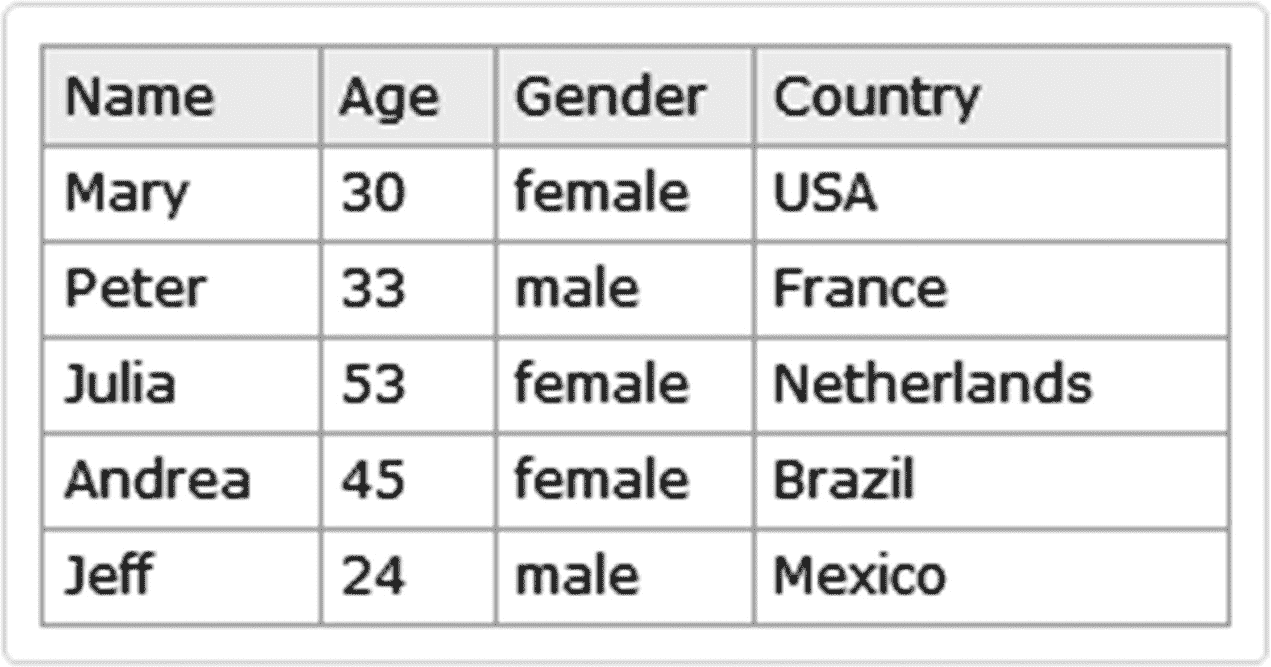 Name Age Gender Country
Mary 30 female USA
Peter 33 male France
Julia 53 female Netherlands
Andrea 45 female Brazil
Jeff 24 male Mexico